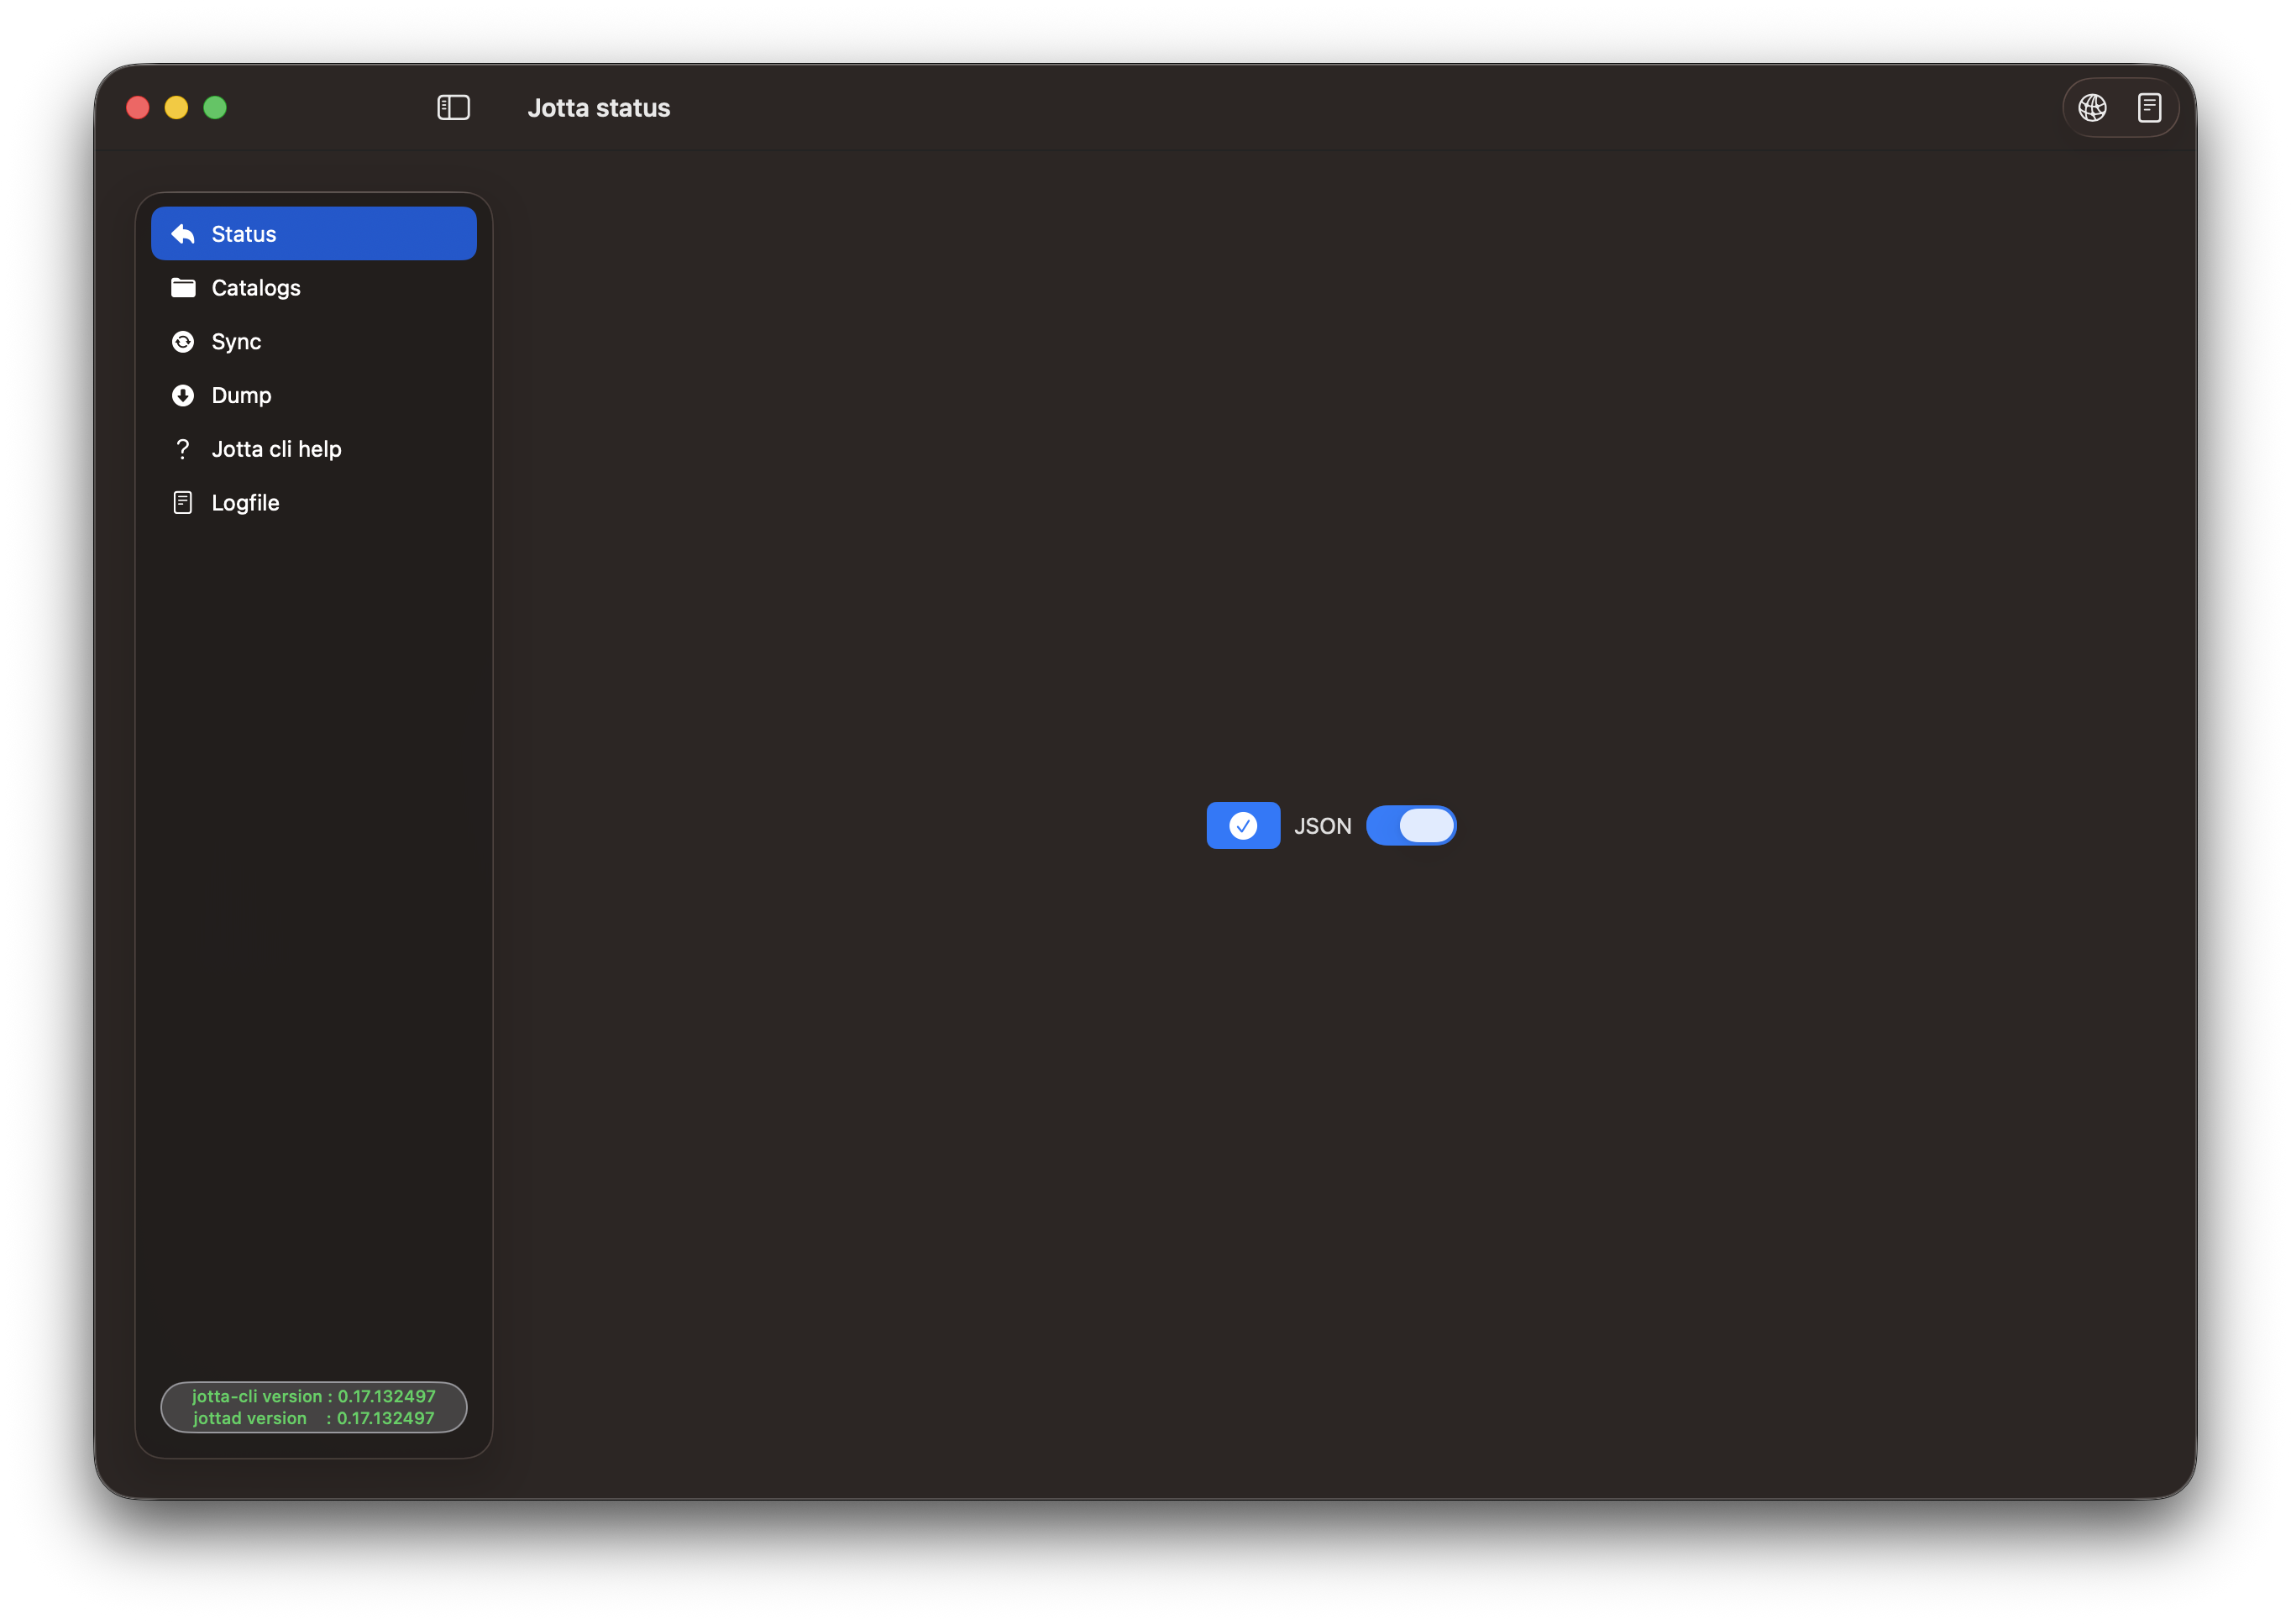 Jotta status
Status
Catalogs
Sync
Dump
? Jotta cli help
Logfile
JSON
jotta-cli version : 0.17.132497
jottad version : 0.17.132497